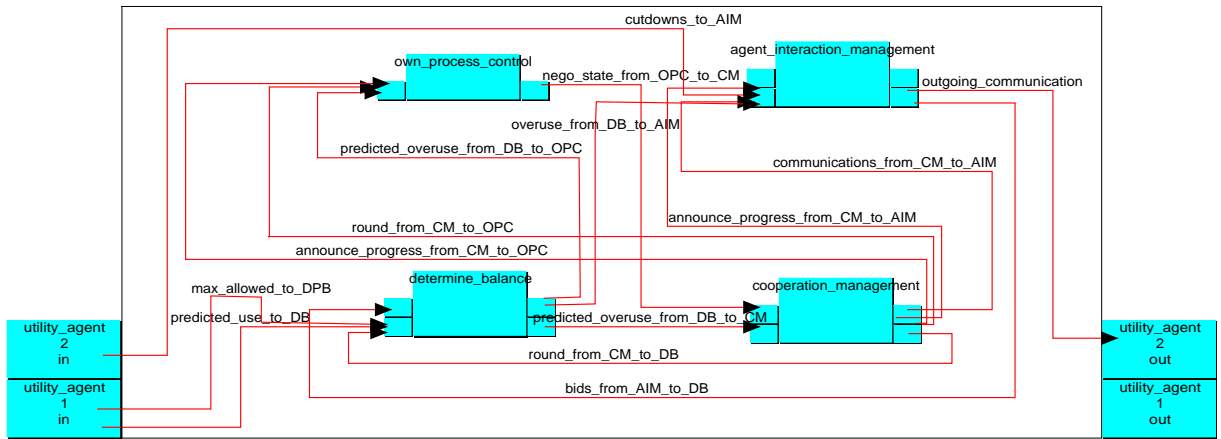 cutdowns_to_AIM
agent_interaction_management
own_process_control
nego_state_from_OPC_to_CM
outgoing_communication
overuse_from_DB_to_AIM
predicted_overuse_from_DB_to_OPC
communications_from_CM_to_AIM
round_from_CM_to_OPC
announce_progress_from_CM_to_AIM
announce_progress_from_CM_to_OPC
determine_balance
cooperation_management
max_allowed_to_DPB
predicted_use_to_DB
predicted_overuse_from_DB_to_CM
round_from_CM_to_DB
bids_from_AIM_to_DB
utility_agent
2
in
utility_agent
1
in
utility_agent
2
out
utility_agent
1
out